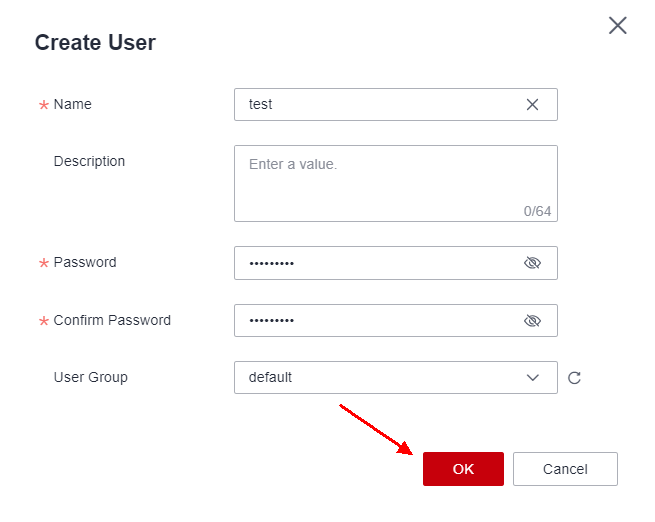 Create User
* Name test
Description Enter a value.
0/64
* Password •••••••••
* Confirm Password •••••••••
User Group default
OK Cancel